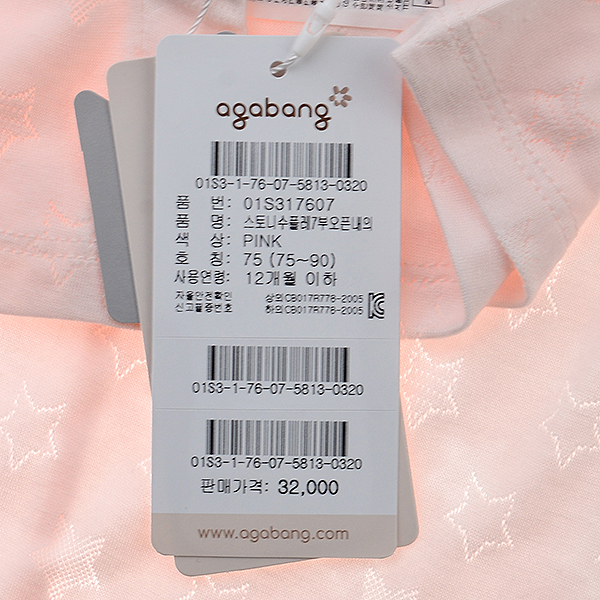 agabang
01S3-1-76-07-5813-0320
품 번: 01S317607
품 명: 스토니수플레7부오픈내의
색 상: PINK
호 칭: 75 (75~90)
사용연령: 12개월 이하
자율안전확인 상의CB017R778-2005
신고필증번호 하의CB017R778-2005
01S3-1-76-07-5813-0320
01S3-1-76-07-5813-0320
판매가격: 32,000
www.agabang.com